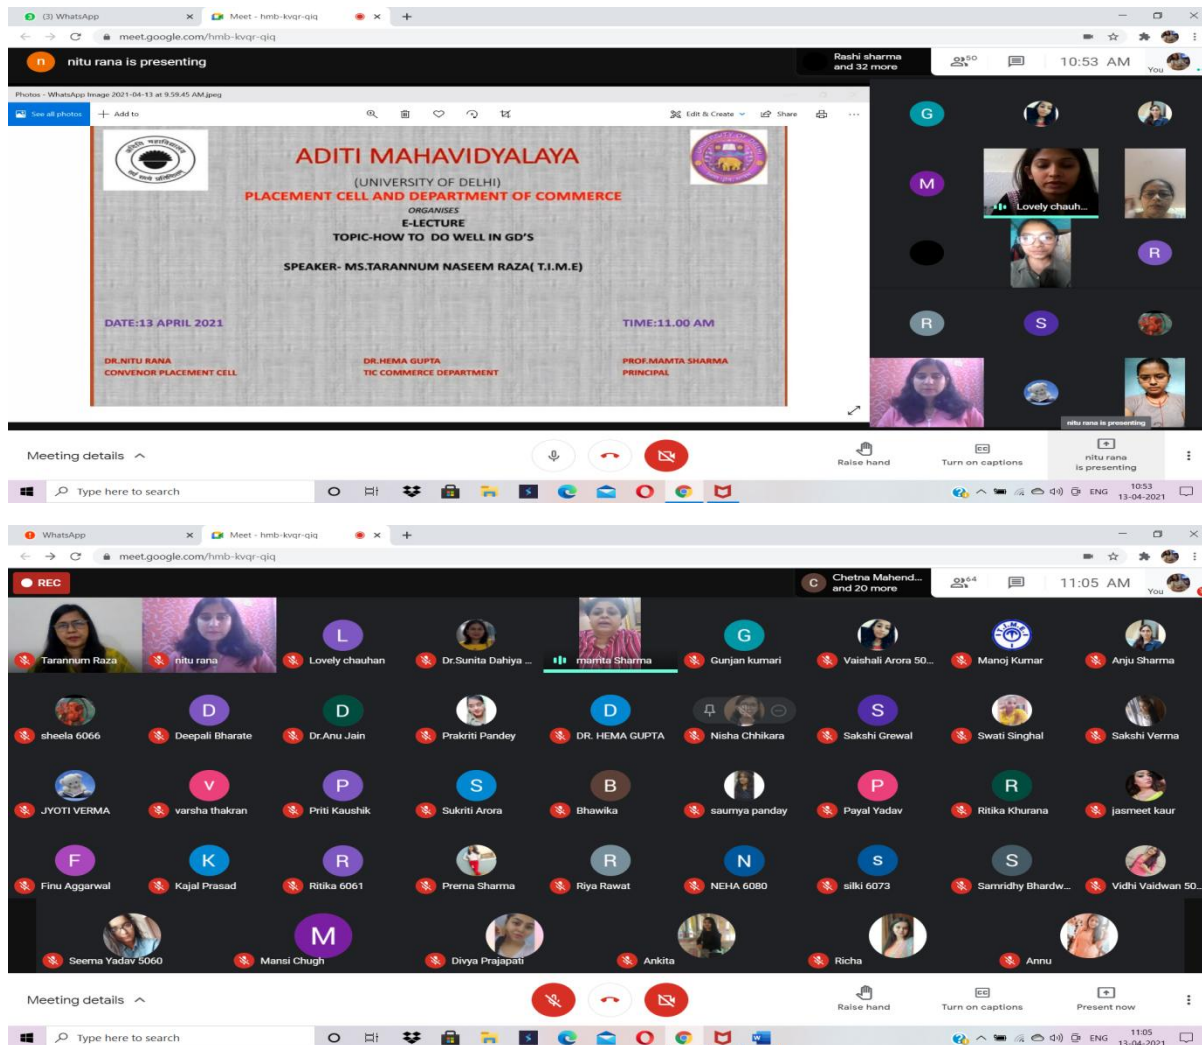 (3) WhatsApp
Meet - hmb-kvqr-qiq
meet.google.com/hmb-kvqr-qiq
n
nitu rana is presenting
Rashi sharma
and 32 more
50
10:53 AM
You
Photos - WhatsApp Image 2021-04-13 at 9.59.45 AM.jpeg
See all photos
Add to
Edit & Create
Share
ADITI MAHAVIDYALAYA
(UNIVERSITY OF DELHI)
PLACEMENT CELL AND DEPARTMENT OF COMMERCE
ORGANISES
E-LECTURE
TOPIC-HOW TO DO WELL IN GD'S
SPEAKER- MS.TARANNUM NASEEM RAZA( T.I.M.E)
DATE:13 APRIL 2021 TIME:11.00 AM
DR.NITU RANA DR.HEMA GUPTA PROF.MAMTA SHARMA
CONVENOR PLACEMENT CELL TIC COMMERCE DEPARTMENT PRINCIPAL
G
M
Lovely chauh...
R
R
S
nitu rana is presenting
Meeting details
Raise hand
Turn on captions
nitu rana
is presenting
Type here to search
ENG
10:53
13-04-2021
WhatsApp
Meet - hmb-kvqr-qiq
meet.google.com/hmb-kvqr-qiq
REC
C
Chetna Mahend...
and 20 more
64
11:05 AM
You
L G
T.I.M.E.
Tarannum Raza nitu rana Lovely chauhan Dr.Sunita Dahiya ... mamta Sharma Gunjan kumari Vaishali Arora 50... Manoj Kumar Anju Sharma
D D D S
sheela 6066 Deepali Bharate Dr.Anu Jain Prakriti Pandey DR. HEMA GUPTA Nisha Chhikara Sakshi Grewal Swati Singhal Sakshi Verma
v P S B P R
JYOTI VERMA varsha thakran Priti Kaushik Sukriti Arora Bhawika saumya panday Payal Yadav Ritika Khurana jasmeet kaur
F K R R N s S
Finu Aggarwal Kajal Prasad Ritika 6061 Prerna Sharma Riya Rawat NEHA 6080 silki 6073 Samridhy Bhardw... Vidhi Vaidwan 50...
M
Seema Yadav 5060 Mansi Chugh Divya Prajapati Ankita Richa Annu
Meeting details
Raise hand
Turn on captions
Present now
Type here to search
ENG
11:05
13-04-2021